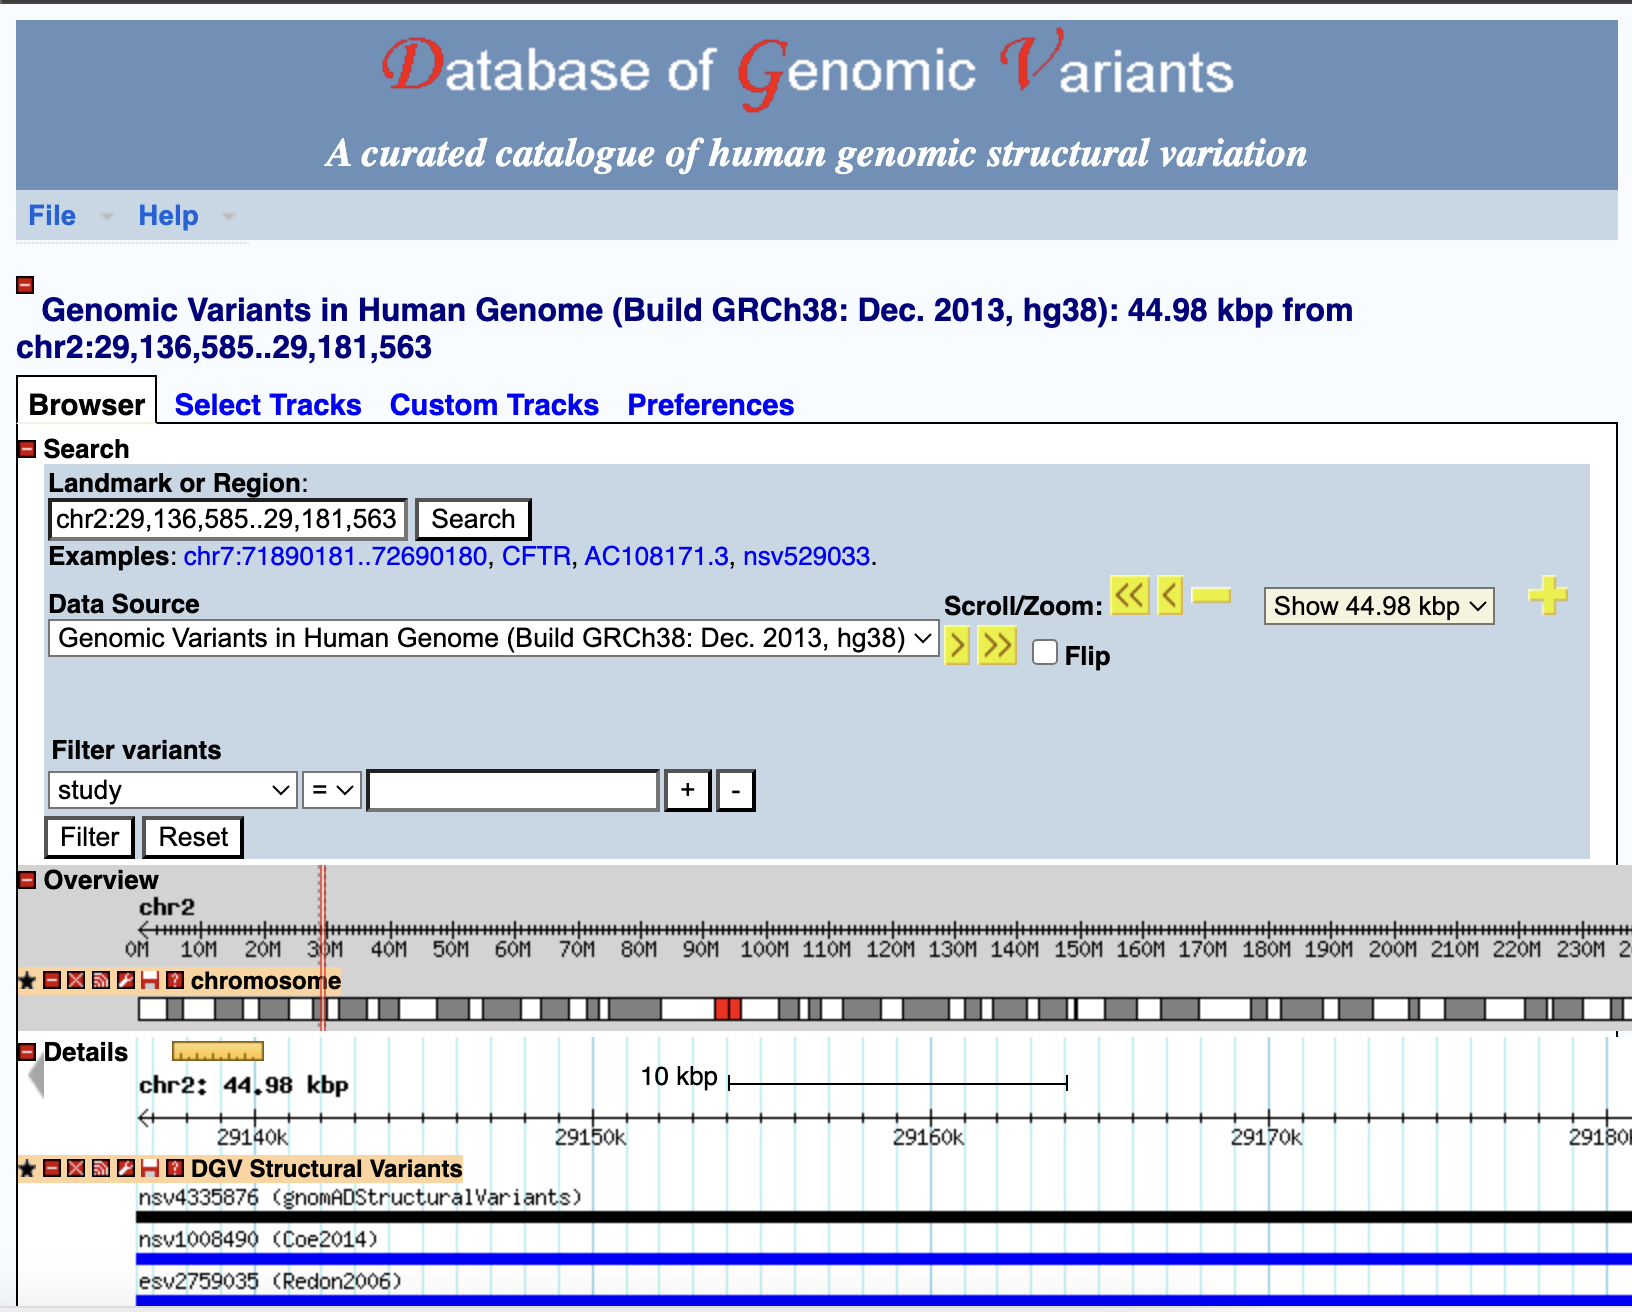 Database of Genomic Variants
A curated catalogue of human genomic structural variation
File Help
Genomic Variants in Human Genome (Build GRCh38: Dec. 2013, hg38): 44.98 kbp from
chr2:29,136,585..29,181,563
Browser Select Tracks Custom Tracks Preferences
Search
Landmark or Region:
chr2:29,136,585..29,181,563 Search
Examples: chr7:71890181..72690180, CFTR, AC108171.3, nsv529033.
Data Source
Scroll/Zoom: << < Show 44.98 kbp
Genomic Variants in Human Genome (Build GRCh38: Dec. 2013, hg38)
> >> Flip
Filter variants
study = + -
Filter Reset
Overview
chr2
0M 10M 20M 30M 40M 50M 60M 70M 80M 90M 100M 110M 120M 130M 140M 150M 160M 170M 180M 190M 200M 210M 220M 230M 2
chromosome
Details
chr2: 44.98 kbp
10 kbp
29140k 29150k 29160k 29170k 29180k
DGV Structural Variants
nsv4335876 (gnomADStructuralVariants)
nsv1008490 (Coe2014)
esv2759035 (Redon2006)